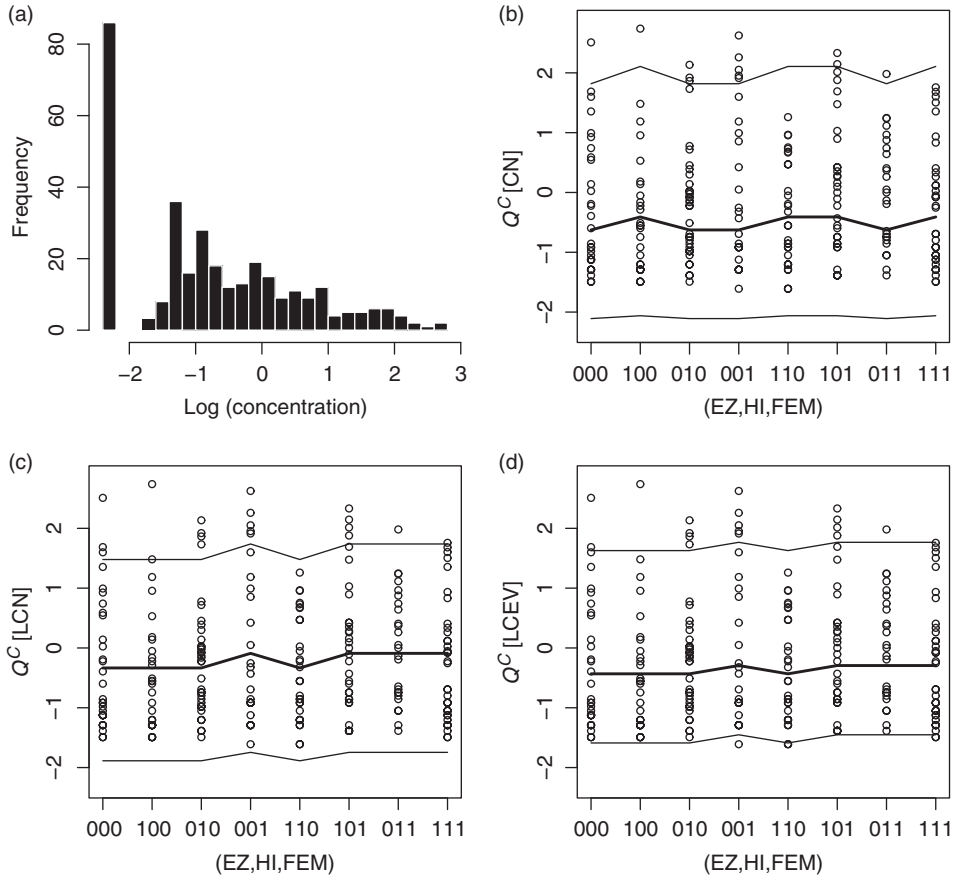 (a)
Frequency
80
60
40
20
0
−2 −1 0 1 2 3
Log (concentration)
(b)
Q^C [CN]
2
1
0
−1
−2
000 100 010 001 110 101 011 111
(EZ,HI,FEM)
(c)
Q^C [LCN]
2
1
0
−1
−2
000 100 010 001 110 101 011 111
(EZ,HI,FEM)
(d)
Q^C [LCEV]
2
1
0
−1
−2
000 100 010 001 110 101 011 111
(EZ,HI,FEM)